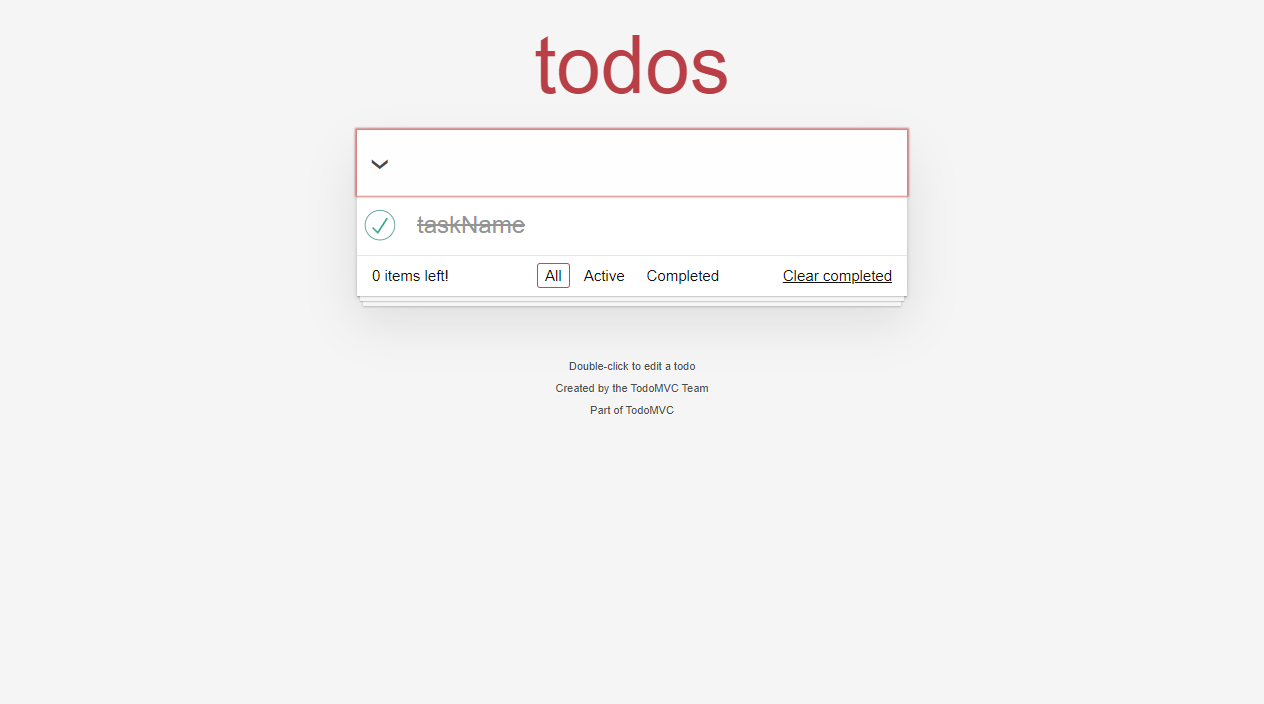 todos
taskName
0 items left!
All Active Completed
Clear completed
Double-click to edit a todo
Created by the TodoMVC Team
Part of TodoMVC